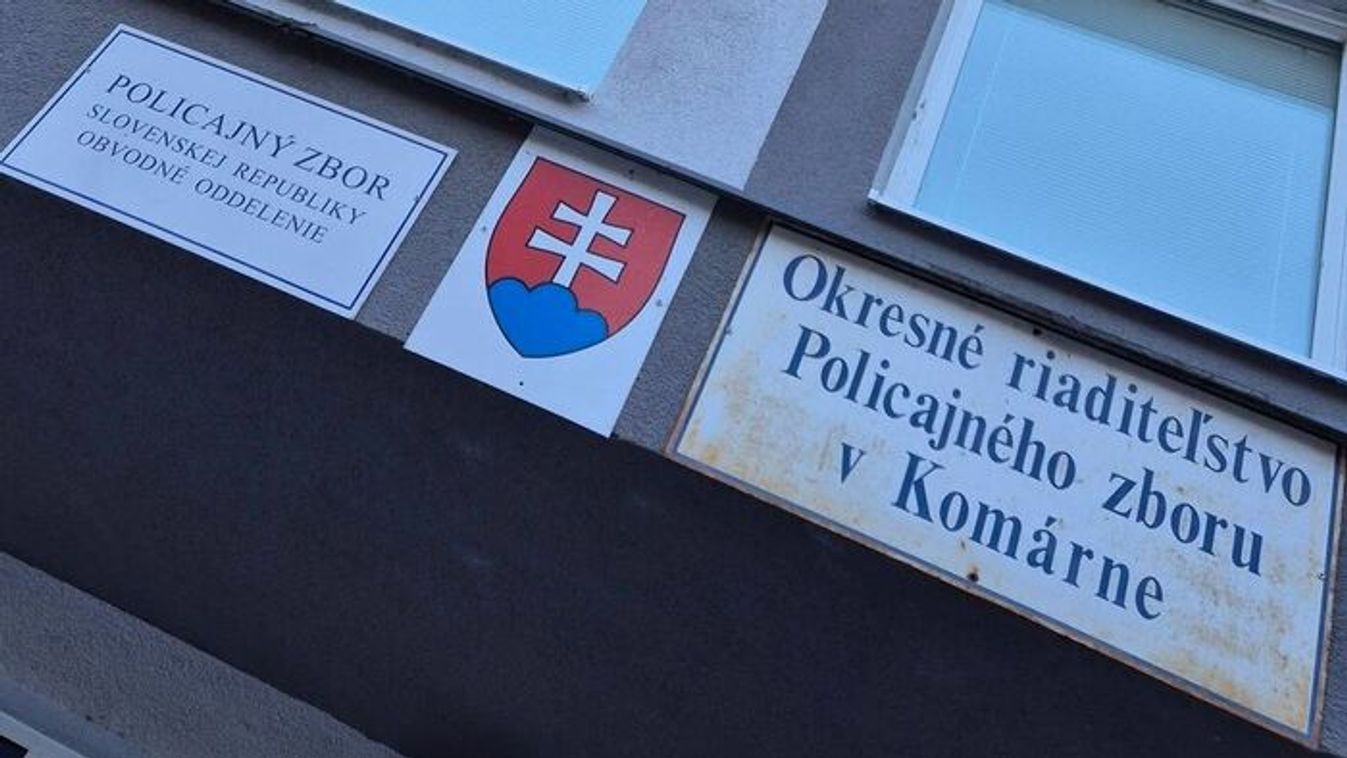 POLICAJNÝ ZBOR
SLOVENSKEJ REPUBLIKY
OBVODNÉ ODDELENIE
Okresné riaditeľstvo
Policajného zboru
v Komárne